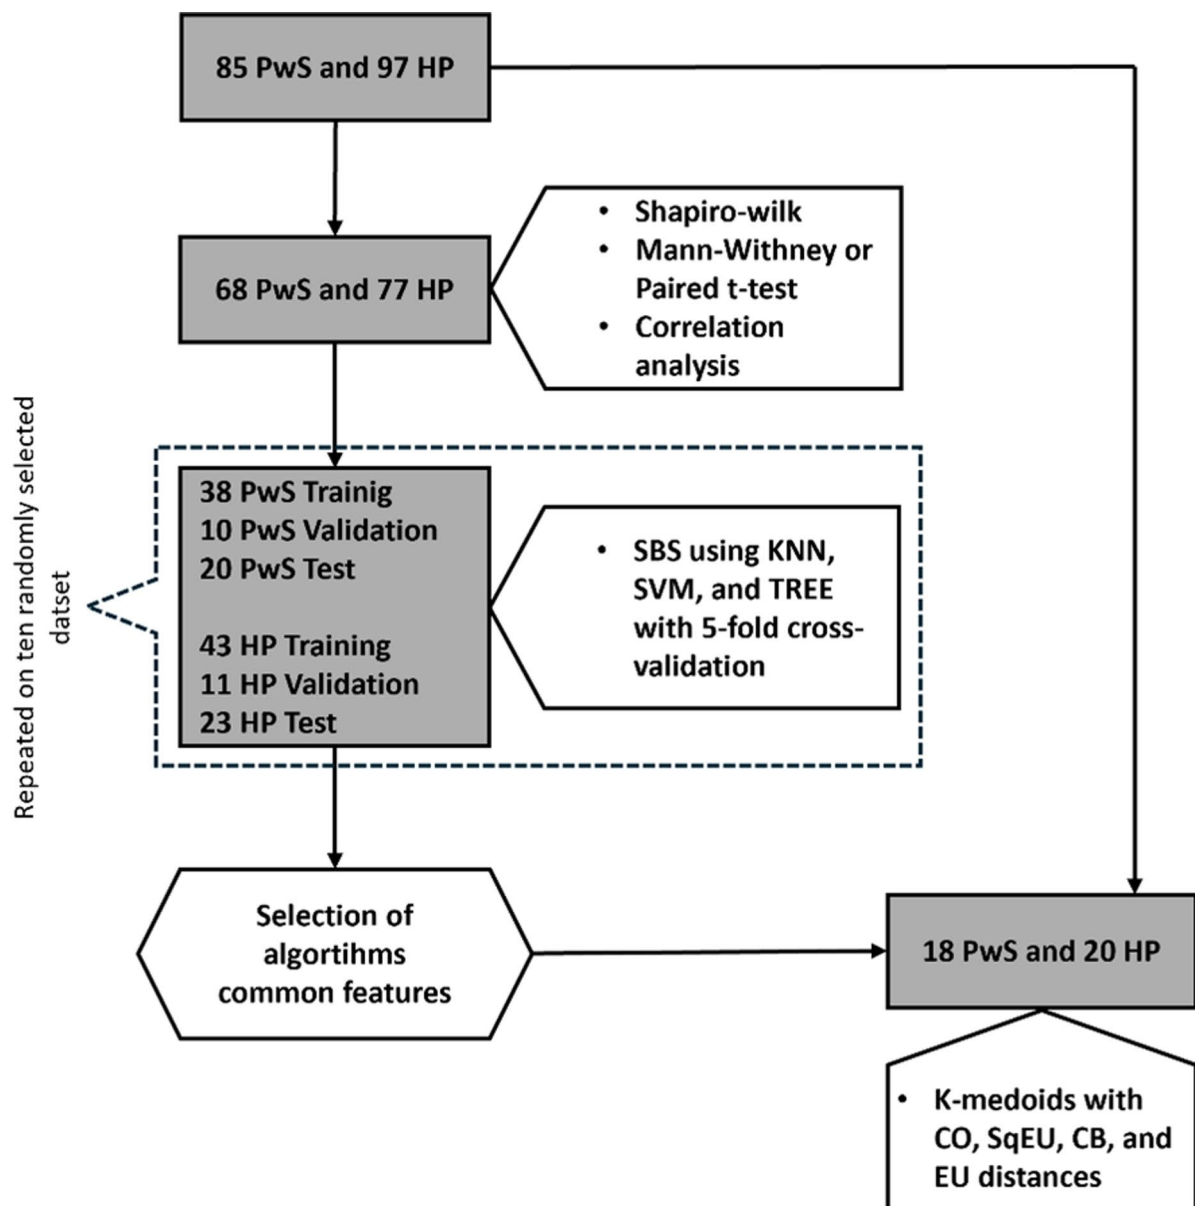 85 PwS and 97 HP
• Shapiro-wilk
• Mann-Withney or
Paired t-test
• Correlation
analysis
68 PwS and 77 HP
Repeated on ten randomly selected
datset
38 PwS Trainig
10 PwS Validation
20 PwS Test
43 HP Training
11 HP Validation
23 HP Test
• SBS using KNN,
SVM, and TREE
with 5-fold cross-
validation
Selection of
algortihms
common features
18 PwS and 20 HP
• K-medoids with
CO, SqEU, CB, and
EU distances